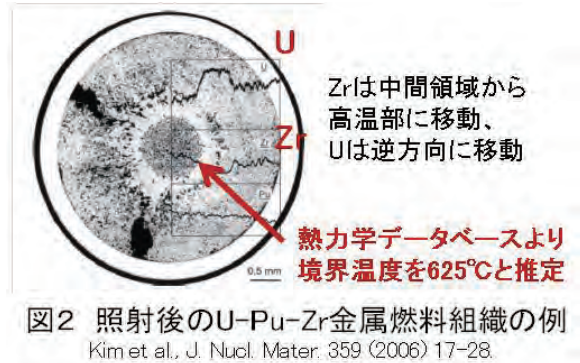 U
Zrは中間領域から
高温部に移動、
Uは逆方向に移動
U
Zr
Zr
Pu
熱力学データベースより
境界温度を625℃と推定
0.5 mm
図2 照射後のU-Pu-Zr金属燃料組織の例
Kim et al., J. Nucl. Mater. 359 (2006) 17-28.